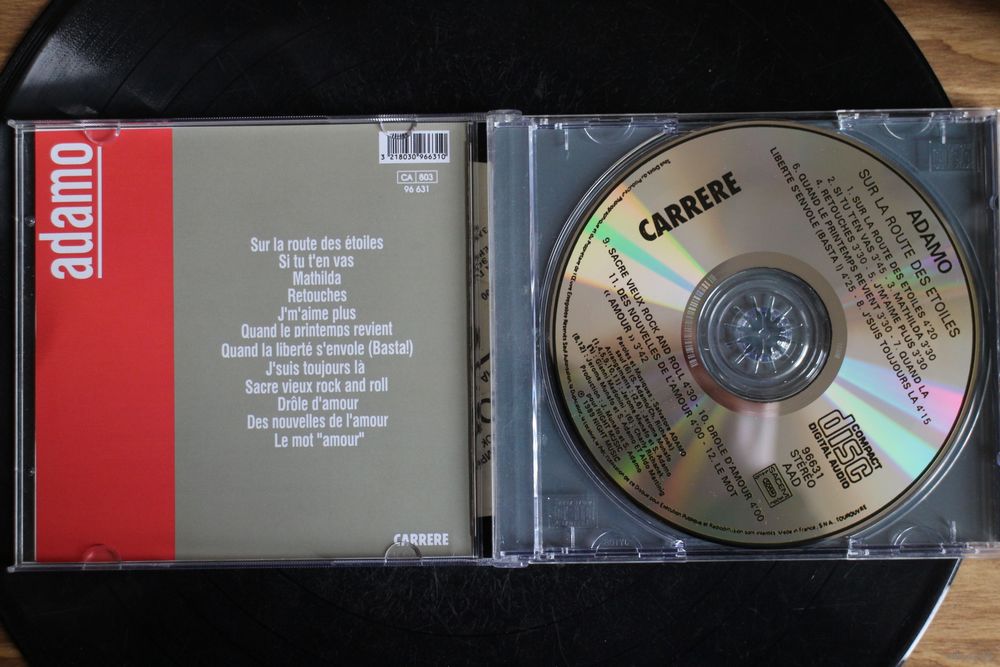 adamo
3 218030 966310
CA 803
96 631
Sur la route des étoiles
Si tu t'en vas
Mathilda
Retouches
J'm'aime plus
Quand le printemps revient
Quand la liberté s'envole (Basta!)
J'suis toujours là
Sacre vieux rock and roll
Drôle d'amour
Des nouvelles de l'amour
Le mot "amour"
CARRERE
CARRERE
ADAMO
SUR LA ROUTE DES ETOILES
1. SUR LA ROUTE DES ETOILES 4'20
2. SI TU T'EN VAS 3'45 - 3. MATHILDA 3'30
4. RETOUCHES 3'30 - 5. J'M'AIME PLUS 3'30
6. QUAND LE PRINTEMPS REVIENT 3'30 - 7. QUAND LA
LIBERTE S'ENVOLE (BASTA !) 4'25 - 8. J'SUIS TOUJOURS LA 4'15
9. SACRE VIEUX ROCK AND ROLL 4'30 - 10. DROLE D'AMOUR 4'00
11. DES NOUVELLES DE L'AMOUR 4'00 - 12. LE MOT
« AMOUR » 3'42
COMPACT
disc
DIGITAL AUDIO
96631
STÉRÉO
AAD
SACEM
Made in France